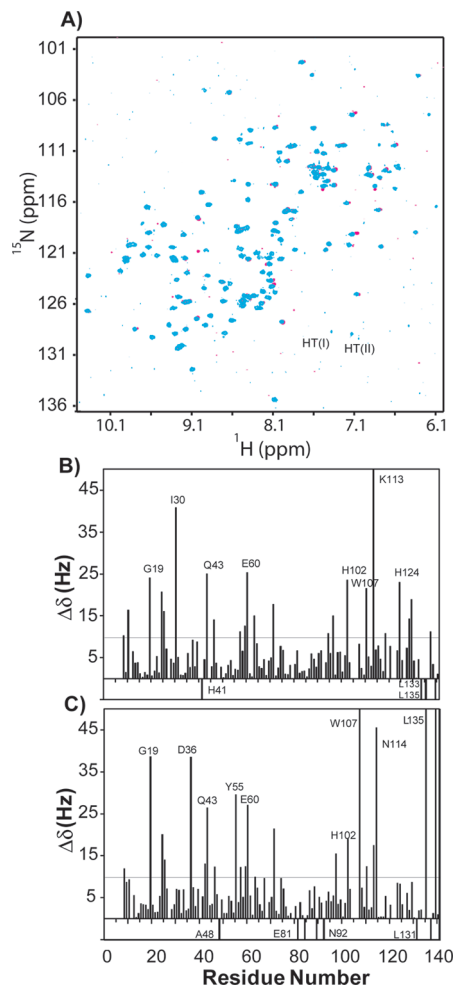 A)
101
106
111
116
121
126
131
136
15N (ppm)
HT(I) HT(II)
10.1 9.1 8.1 7.1 6.1
1H (ppm)
B)
45
35
25
15
5
Δδ (Hz)
K113
I30
G19
Q43
E60
H102
W107
H124
H41
L133
L135
C)
45
35
25
15
5
Δδ (Hz)
W107
L135
N114
G19
D36
Q43
Y55
E60
H102
A48
E81
N92
L131
0 20 40 60 80 100 120 140
Residue Number